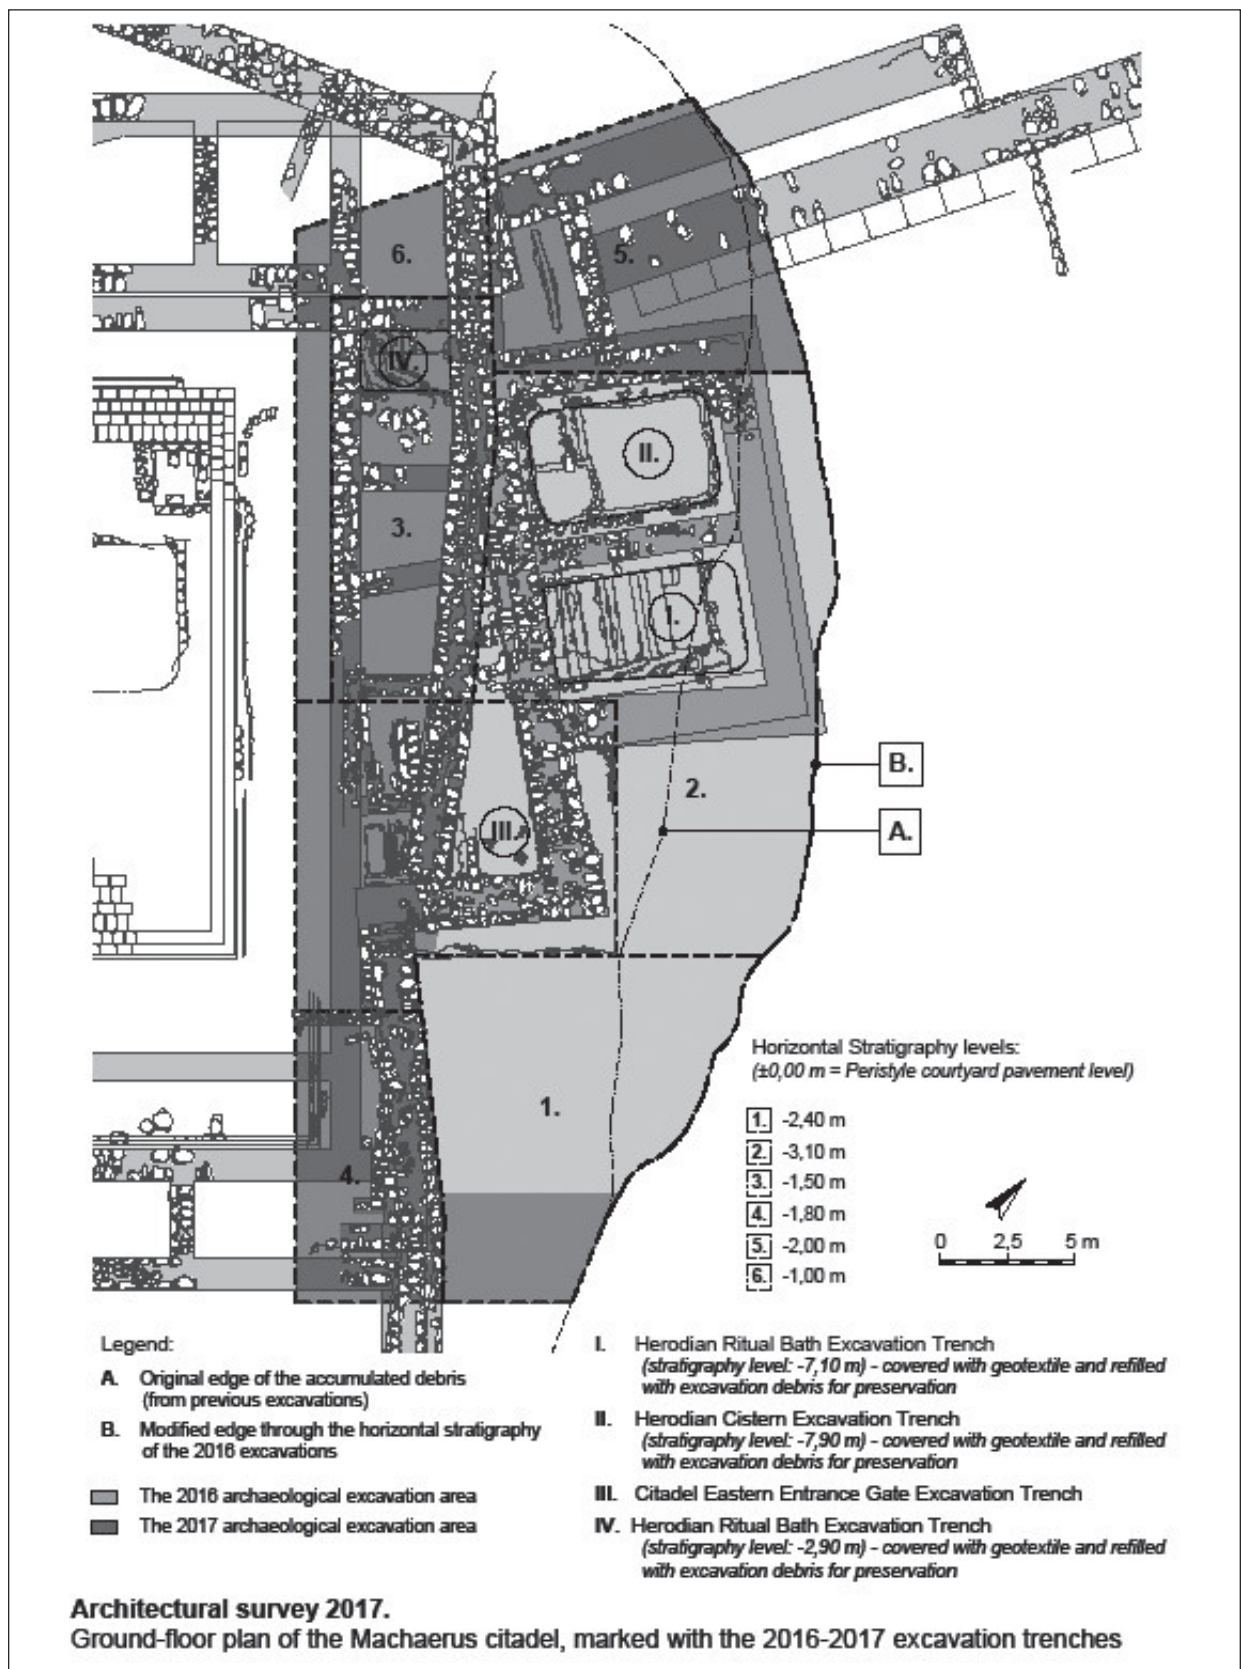 6.
5.
IV.
II.
3.
I.
B.
2.
A.
III.
Horizontal Stratigraphy levels:
(±0,00 m = Peristyle courtyard pavement level)
1.
1. -2,40 m
2. -3,10 m
3. -1,50 m
4. -1,80 m
5. -2,00 m
6. -1,00 m
4.
0 2,5 5 m
Legend:
A. Original edge of the accumulated debris
(from previous excavations)
B. Modified edge through the horizontal stratigraphy
of the 2016 excavations
The 2016 archaeological excavation area
The 2017 archaeological excavation area
I. Herodian Ritual Bath Excavation Trench
(stratigraphy level: -7,10 m) - covered with geotextile and refilled
with excavation debris for preservation
II. Herodian Cistern Excavation Trench
(stratigraphy level: -7,90 m) - covered with geotextile and refilled
with excavation debris for preservation
III. Citadel Eastern Entrance Gate Excavation Trench
IV. Herodian Ritual Bath Excavation Trench
(stratigraphy level: -2,90 m) - covered with geotextile and refilled
with excavation debris for preservation
Architectural survey 2017.
Ground-floor plan of the Machaerus citadel, marked with the 2016-2017 excavation trenches